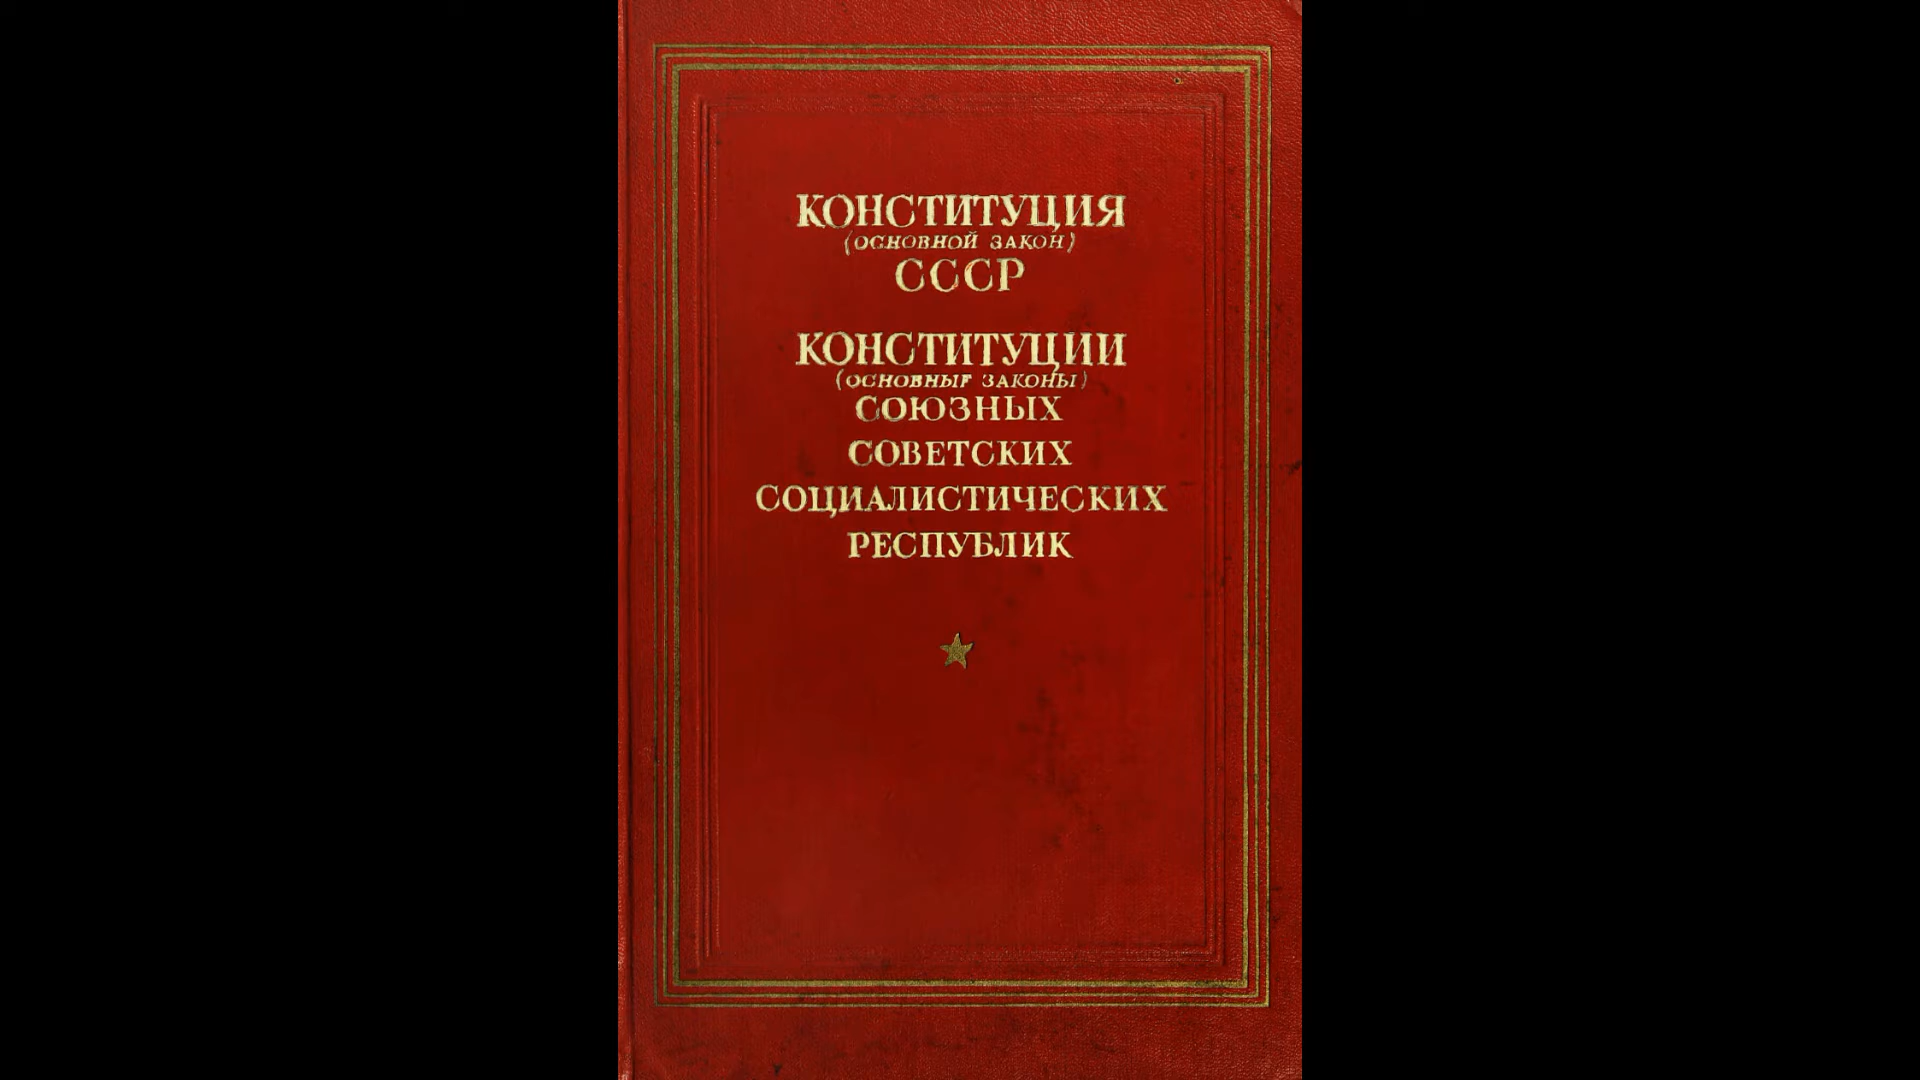 КОНСТИТУЦИЯ
(ОСНОВНОЙ ЗАКОН)
СССР
КОНСТИТУЦИИ
(ОСНОВНЫЕ ЗАКОНЫ)
СОЮЗНЫХ
СОВЕТСКИХ
СОЦИАЛИСТИЧЕСКИХ
РЕСПУБЛИК